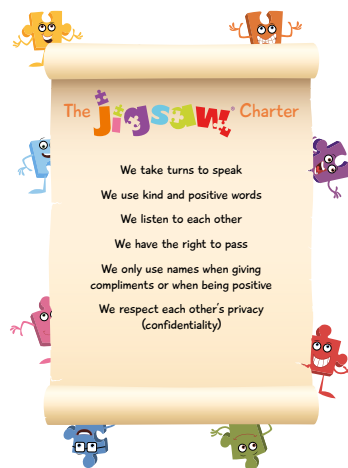 The Jigsaw® Charter
We take turns to speak
We use kind and positive words
We listen to each other
We have the right to pass
We only use names when giving
compliments or when being positive
We respect each other's privacy
(confidentiality)